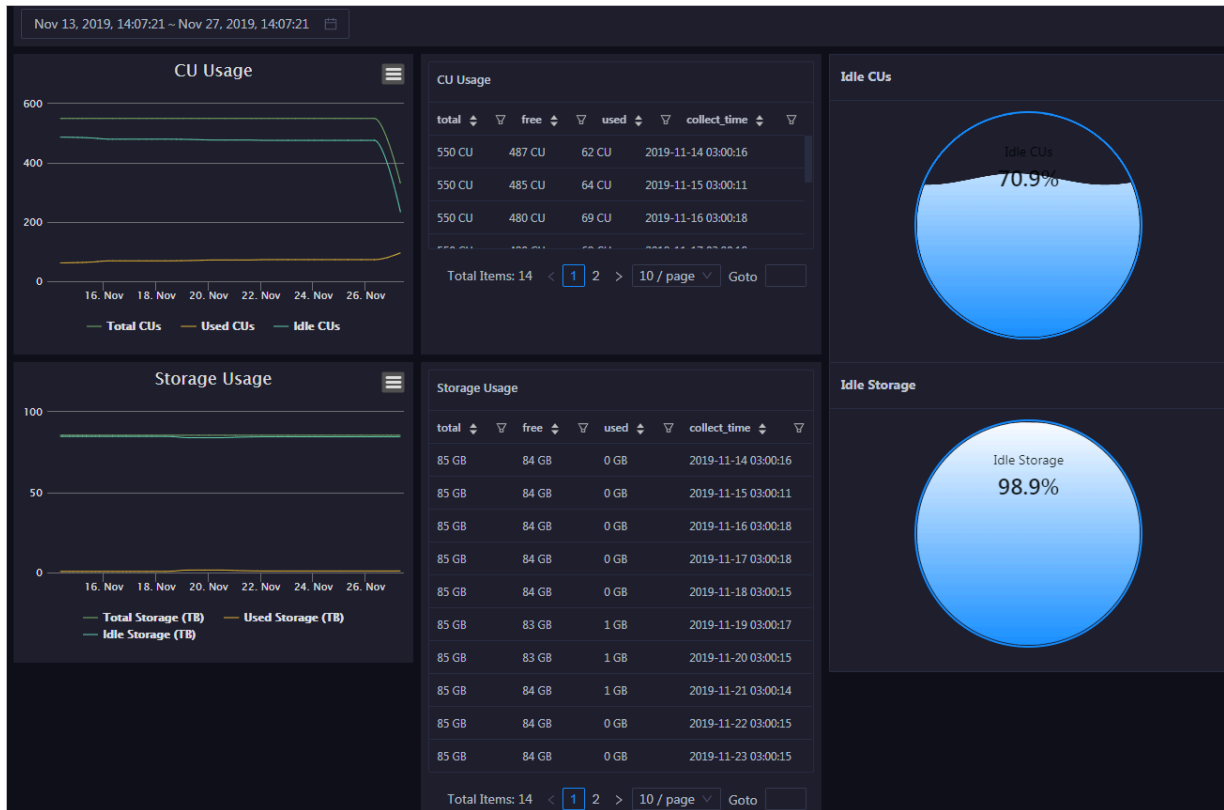 Nov 13, 2019, 14:07:21 ~ Nov 27, 2019, 14:07:21
CU Usage
600
400
200
0
16. Nov 18. Nov 20. Nov 22. Nov 24. Nov 26. Nov
Total CUs Used CUs Idle CUs
CU Usage
total free used collect_time
550 CU 487 CU 62 CU 2019-11-14 03:00:16
550 CU 485 CU 64 CU 2019-11-15 03:00:11
550 CU 480 CU 69 CU 2019-11-16 03:00:18
Total Items: 14 < 1 2 > 10 / page Goto
Idle CUs
Idle CUs
70.9%
Storage Usage
100
50
0
16. Nov 18. Nov 20. Nov 22. Nov 24. Nov 26. Nov
Total Storage (TB) Used Storage (TB)
Idle Storage (TB)
Storage Usage
total free used collect_time
85 GB 84 GB 0 GB 2019-11-14 03:00:16
85 GB 84 GB 0 GB 2019-11-15 03:00:11
85 GB 84 GB 0 GB 2019-11-16 03:00:18
85 GB 84 GB 0 GB 2019-11-17 03:00:18
85 GB 84 GB 0 GB 2019-11-18 03:00:15
85 GB 83 GB 1 GB 2019-11-19 03:00:17
85 GB 83 GB 1 GB 2019-11-20 03:00:15
85 GB 84 GB 1 GB 2019-11-21 03:00:14
85 GB 84 GB 0 GB 2019-11-22 03:00:15
85 GB 84 GB 0 GB 2019-11-23 03:00:15
Total Items: 14 < 1 2 > 10 / page Goto
Idle Storage
Idle Storage
98.9%